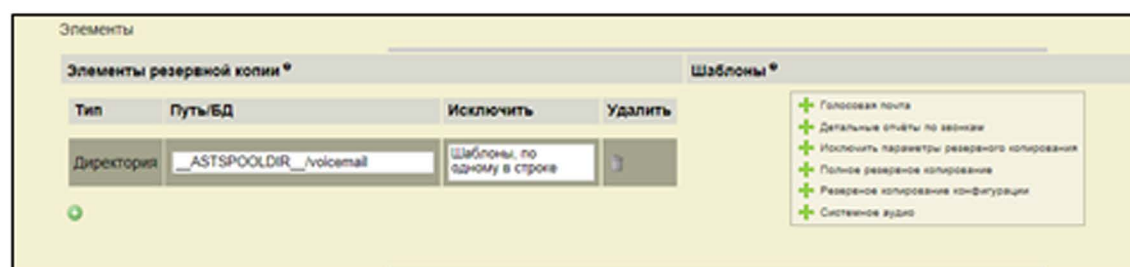 Элементы
Элементы резервной копии
Шаблоны
Тип Путь/БД Исключить Удалить
Директория __ASTSPOOLDIR__/voicemail Шаблоны, по
одному в строке
Голосовая почта
Детальные отчёты по звонкам
Исключить параметры резервного копирования
Полное резервное копирование
Резервное копирование конфигурации
Системное аудио